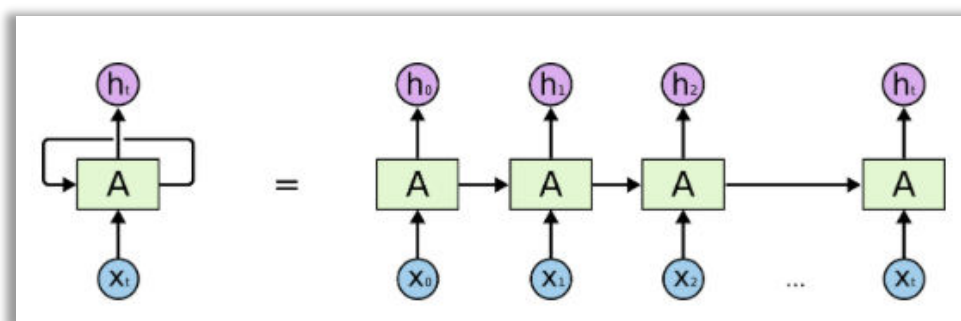 hₜ h₀ h₁ h₂ hₜ
A = A A A A
xₜ x₀ x₁ x₂ ... xₜ